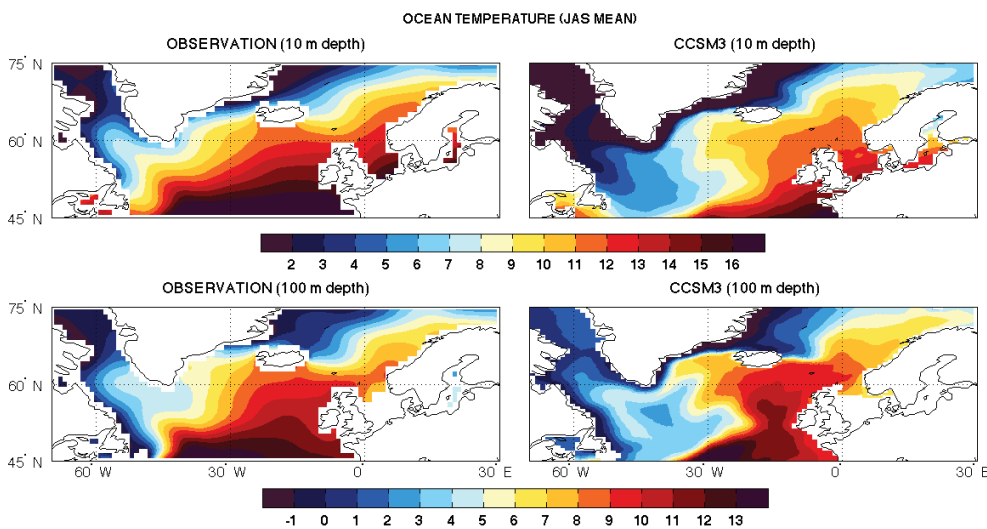 OCEAN TEMPERATURE (JAS MEAN)
OBSERVATION (10 m depth) CCSM3 (10 m depth)
75° N
60° N
45° N
2 3 4 5 6 7 8 9 10 11 12 13 14 15 16
OBSERVATION (100 m depth) CCSM3 (100 m depth)
75° N
60° N
45° N
60° W 30° W 0° 30° E 60° W 30° W 0° 30° E
-1 0 1 2 3 4 5 6 7 8 9 10 11 12 13